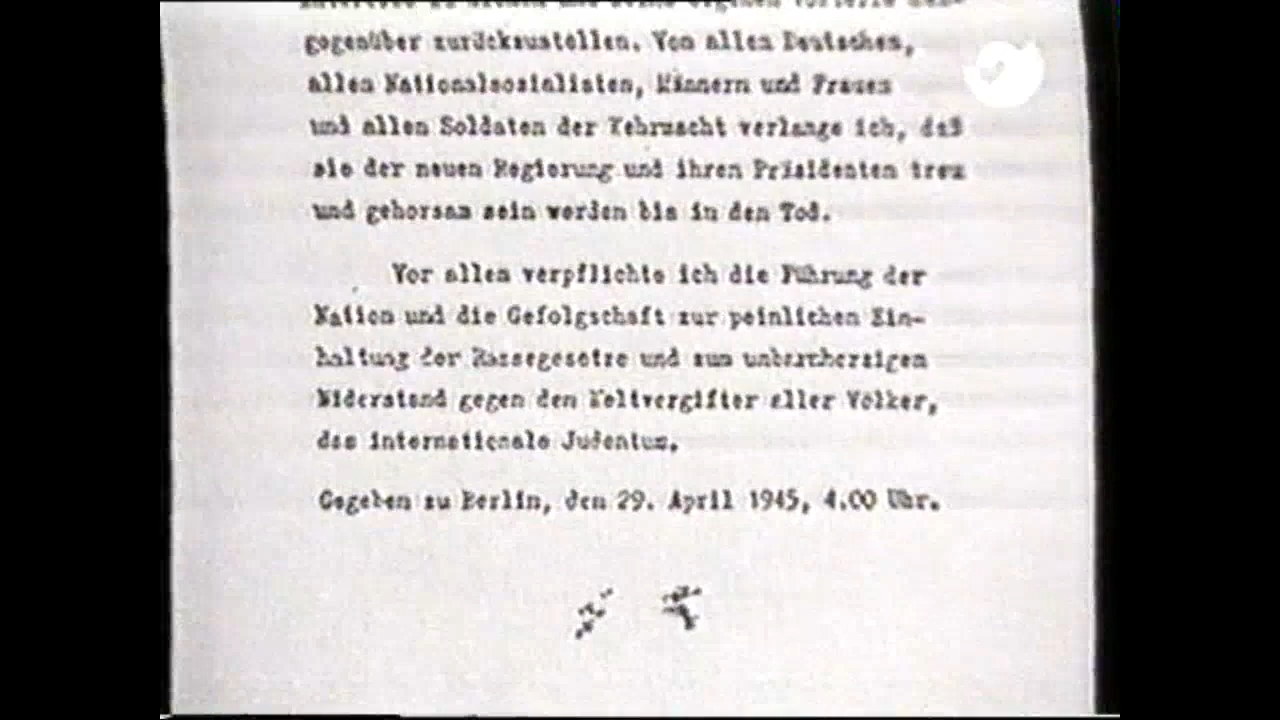 gegenüber zurückzustellen. Von allen Deutschen,
allen Nationalsozialisten, Männern und Frauen
und allen Soldaten der Wehrmacht verlange ich, daß
sie der neuen Regierung und ihren Präsidenten treu
und gehorsam sein werden bis in den Tod.
Vor allem verpflichte ich die Führung der
Nation und die Gefolgschaft zur peinlichen Ein-
haltung der Rassegesetze und zum unbarmherzigen
Widerstand gegen den Weltvergifter aller Völker,
das internationale Judentum.
Gegeben zu Berlin, den 29. April 1945, 4.00 Uhr.